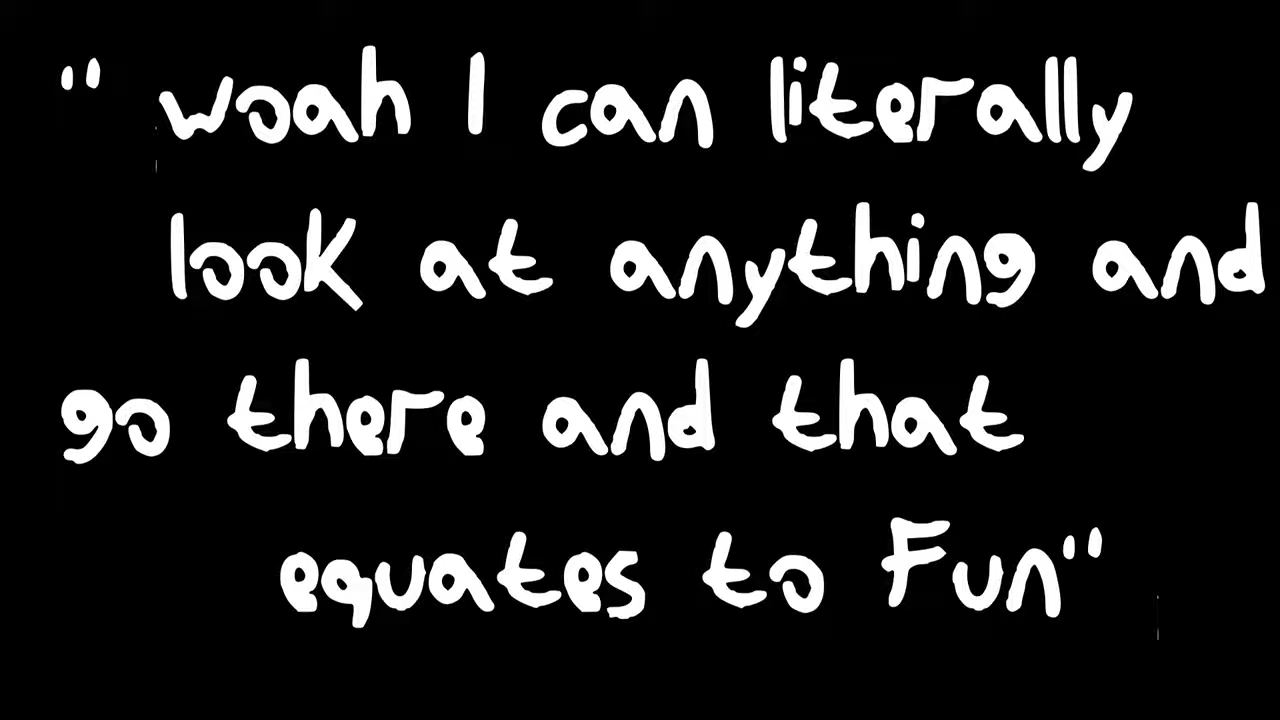 " woah I can literally
look at anything and
go there and that
equates to Fun"